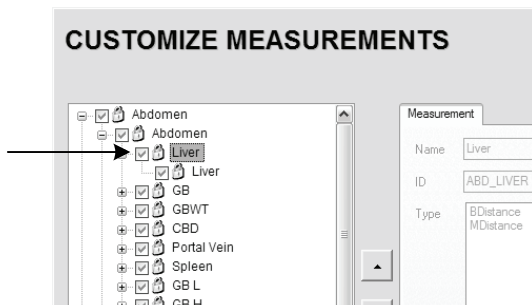 CUSTOMIZE MEASUREMENTS
Abdomen
Abdomen
Liver
Liver
GB
GBWT
CBD
Portal Vein
Spleen
GB L
GB H
Measurement
Name Liver
ID ABD_LIVER
Type BDistance
MDistance